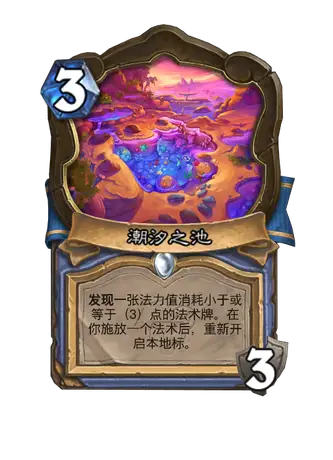 3
潮汐之池
发现一张法力值消耗小于或
等于（3）点的法术牌。在
你施放一个法术后，重新开
启本地标。
3